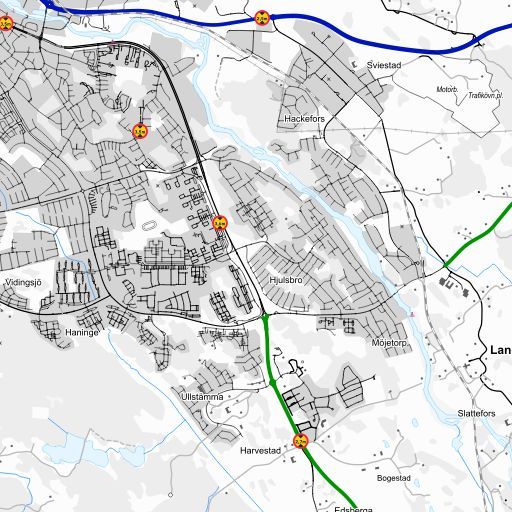 Sviestad
Motorb.
Trafikövn.pl.
Hackefors
Vidingsjö
Hjulsbro
Haninge
Möjetorp
Lan
Ullstämma
Slattefors
Harvestad
Bogestad
Edsberga